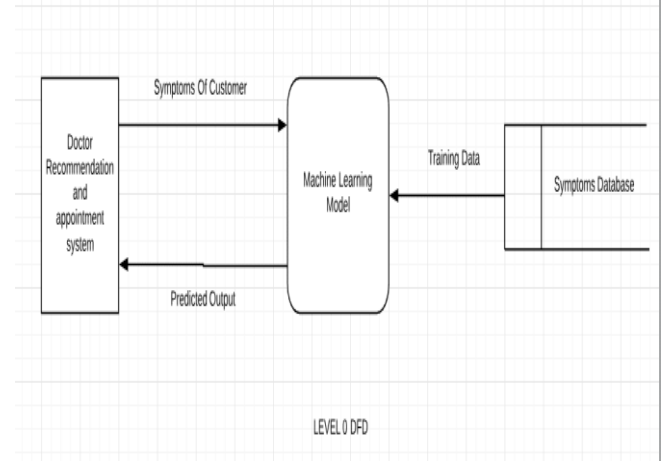 Symptoms Of Customer
Doctor
Recommendation
and
appointment
system
Machine Learning
Model
Training Data
Symptoms Database
Predicted Output
LEVEL 0 DFD